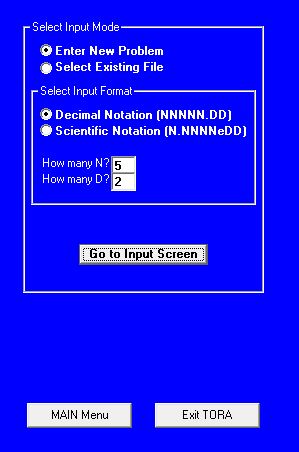 Select Input Mode
Enter New Problem
Select Existing File
Select Input Format
Decimal Notation (NNNNN.DD)
Scientific Notation (N.NNNNeDD)
How many N? 5
How many D? 2
Go to Input Screen
MAIN Menu
Exit TORA